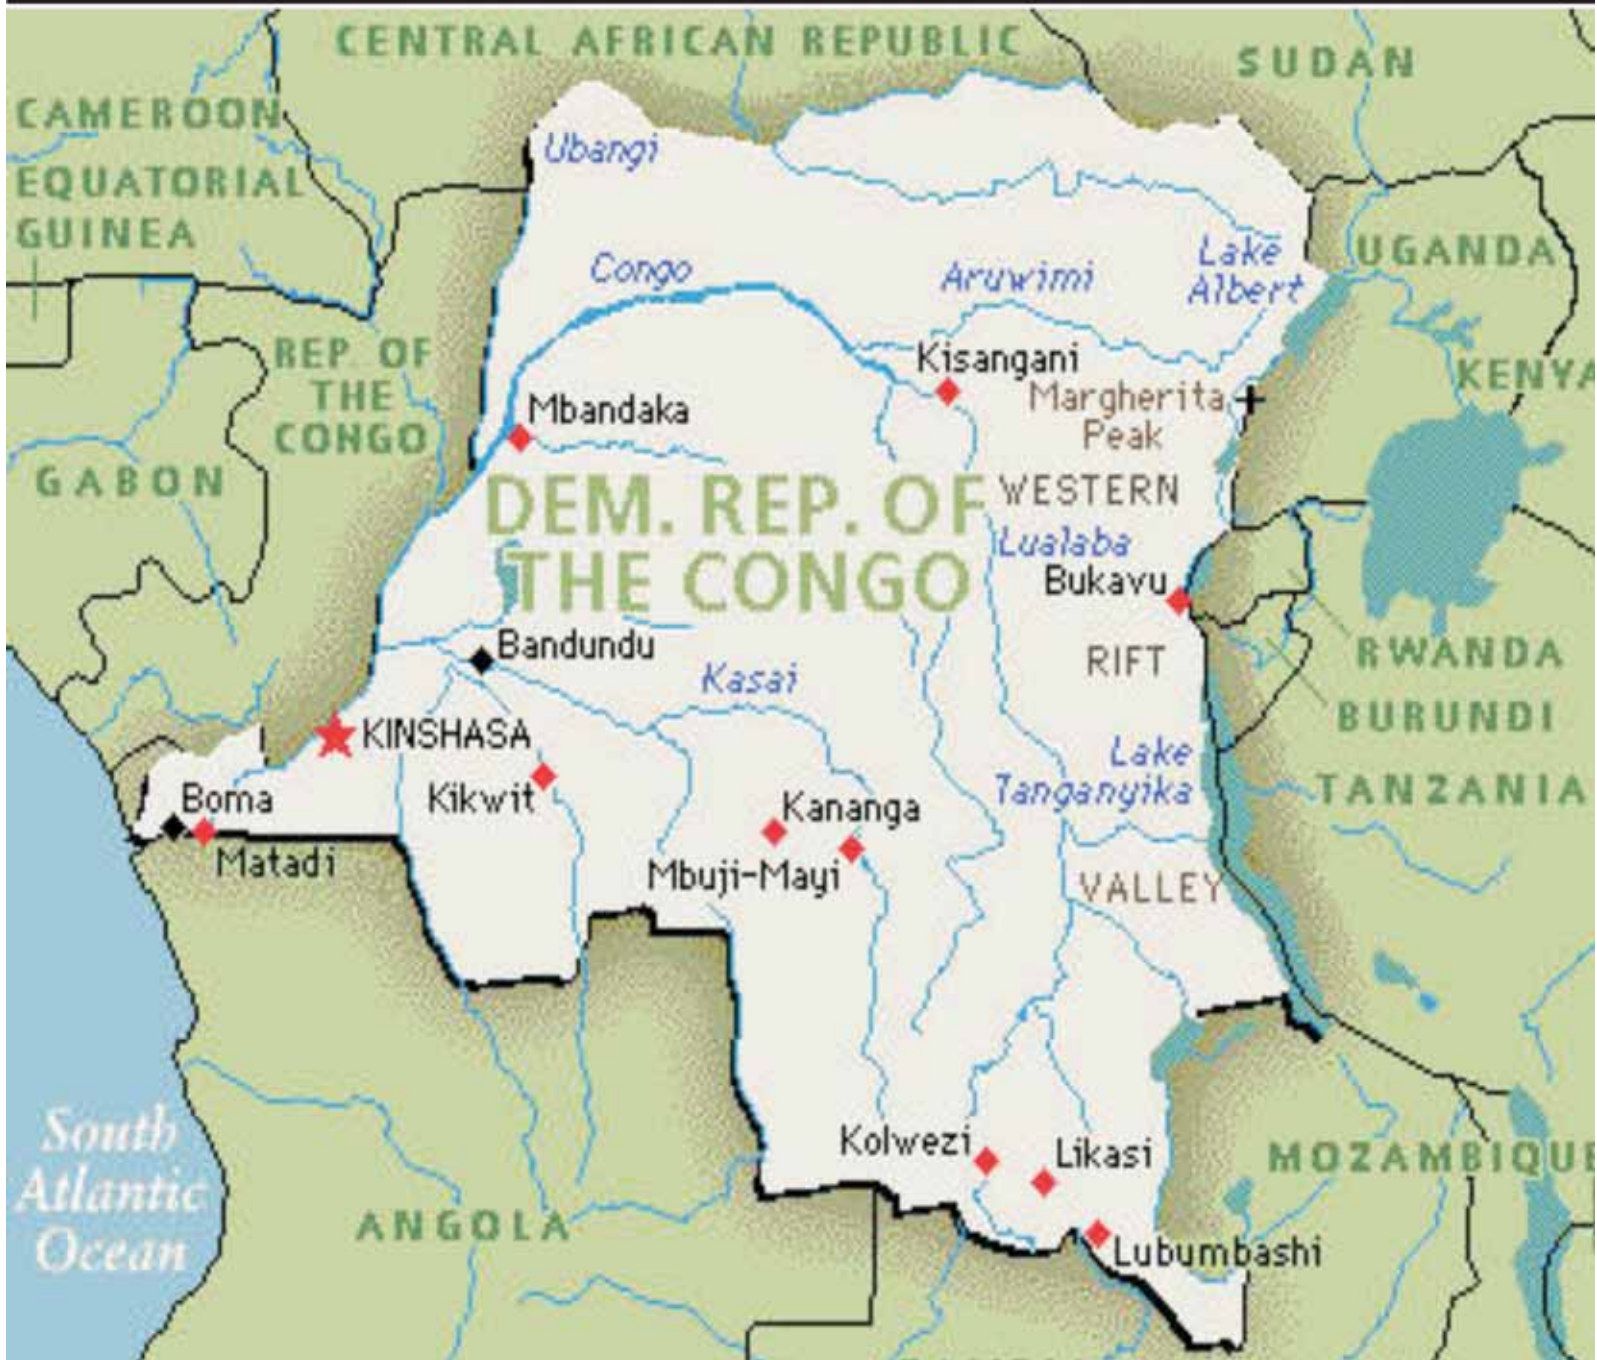 CENTRAL AFRICAN REPUBLIC
SUDAN
CAMEROON
EQUATORIAL
GUINEA
Ubangi
UGANDA
Lake
Albert
Congo
Aruwimi
REP. OF
THE
CONGO
Kisangani
KENYA
Margherita
Peak
Mbandaka
GABON
DEM. REP. OF
THE CONGO
WESTERN
Lualaba
Bukavu
RWANDA
RIFT
Bandundu
Kasai
BURUNDI
KINSHASA
Lake
Tanganyika
TANZANIA
Boma
Kikwit
Kananga
Matadi
Mbuji-Mayi
VALLEY
South
Atlantic
Ocean
Kolwezi
Likasi
MOZAMBIQUE
ANGOLA
Lubumbashi